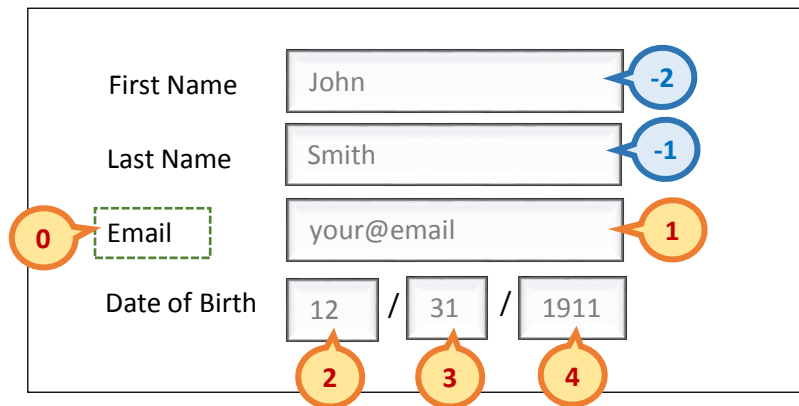 First Name John -2
Last Name Smith -1
0 Email your@email 1
Date of Birth 12 / 31 / 1911
2 3 4